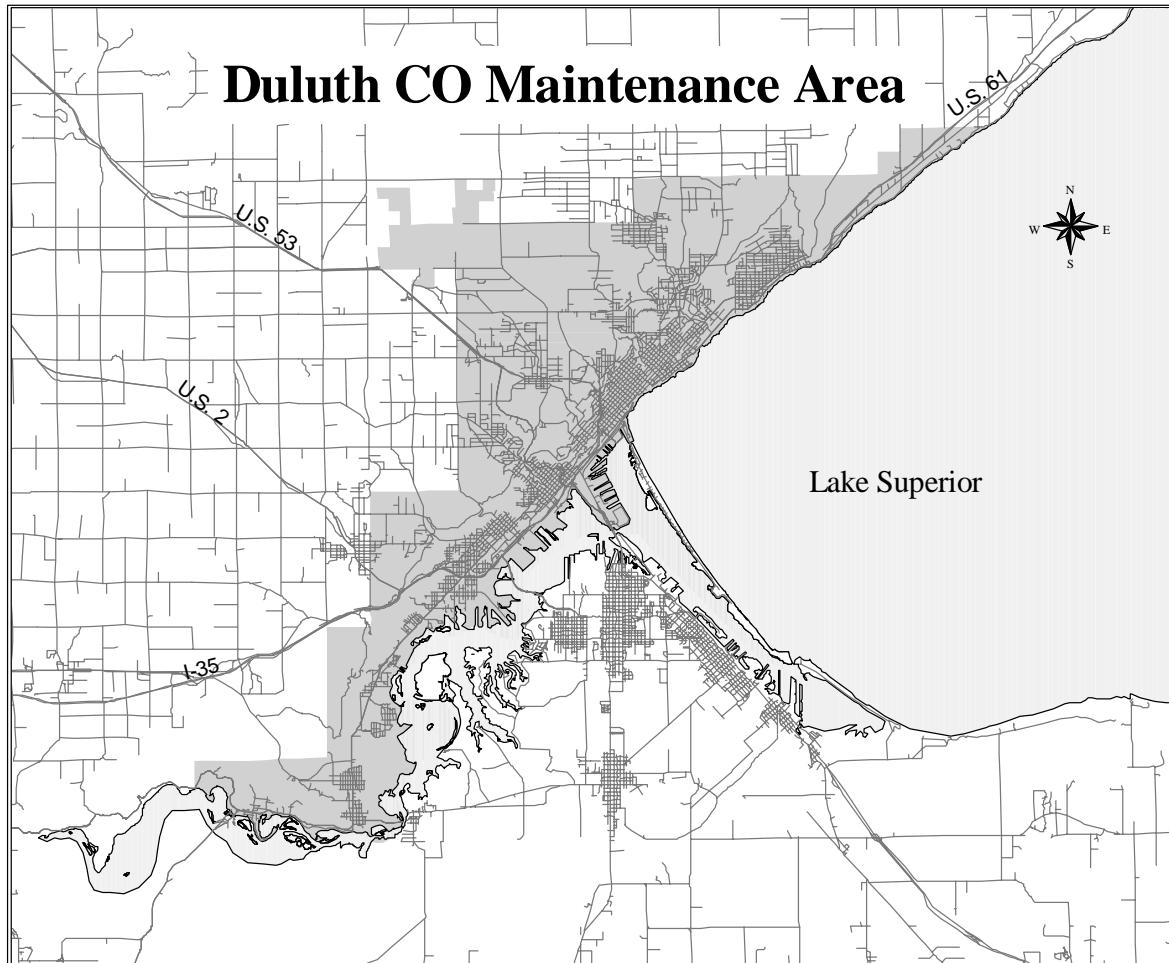 Duluth CO Maintenance Area
U.S. 61
N
W
E
S
U.S. 53
U.S. 2
Lake Superior
I-35